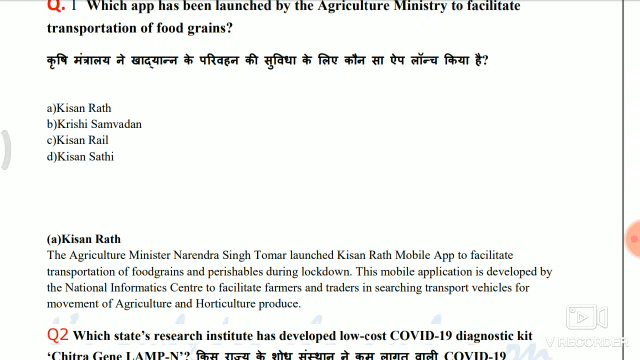 Q. 1 Which app has been launched by the Agriculture Ministry to facilitate
transportation of food grains?
कृषि मंत्रालय ने खाद्यान्न के परिवहन की सुविधा के लिए कौन सा ऐप लॉन्च किया है?
a)Kisan Rath
b)Krishi Samvadan
c)Kisan Rail
d)Kisan Sathi
(a)Kisan Rath
The Agriculture Minister Narendra Singh Tomar launched Kisan Rath Mobile App to facilitate
transportation of foodgrains and perishables during lockdown. This mobile application is developed by
the National Informatics Centre to facilitate farmers and traders in searching transport vehicles for
movement of Agriculture and Horticulture produce.
Q2 Which state's research institute has developed low-cost COVID-19 diagnostic kit
'Chitra Gene LAMP-N'? किस राज्य के शोध संस्थान ने कम लागत वाली COVID-19
V RECORDER